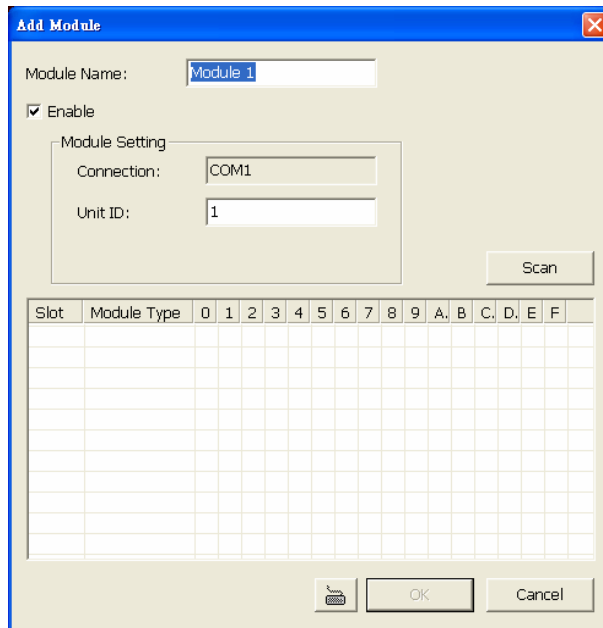 Add Module
Module Name: Module 1
Enable
Module Setting
Connection: COM1
Unit ID: 1
Scan
Slot Module Type 0 1 2 3 4 5 6 7 8 9 A. B C. D. E F
OK Cancel